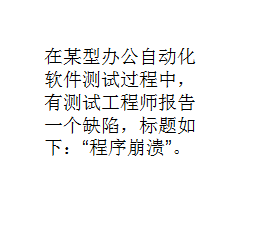 在某型办公自动化
软件测试过程中，
有测试工程师报告
一个缺陷，标题如
下：“程序崩溃”。